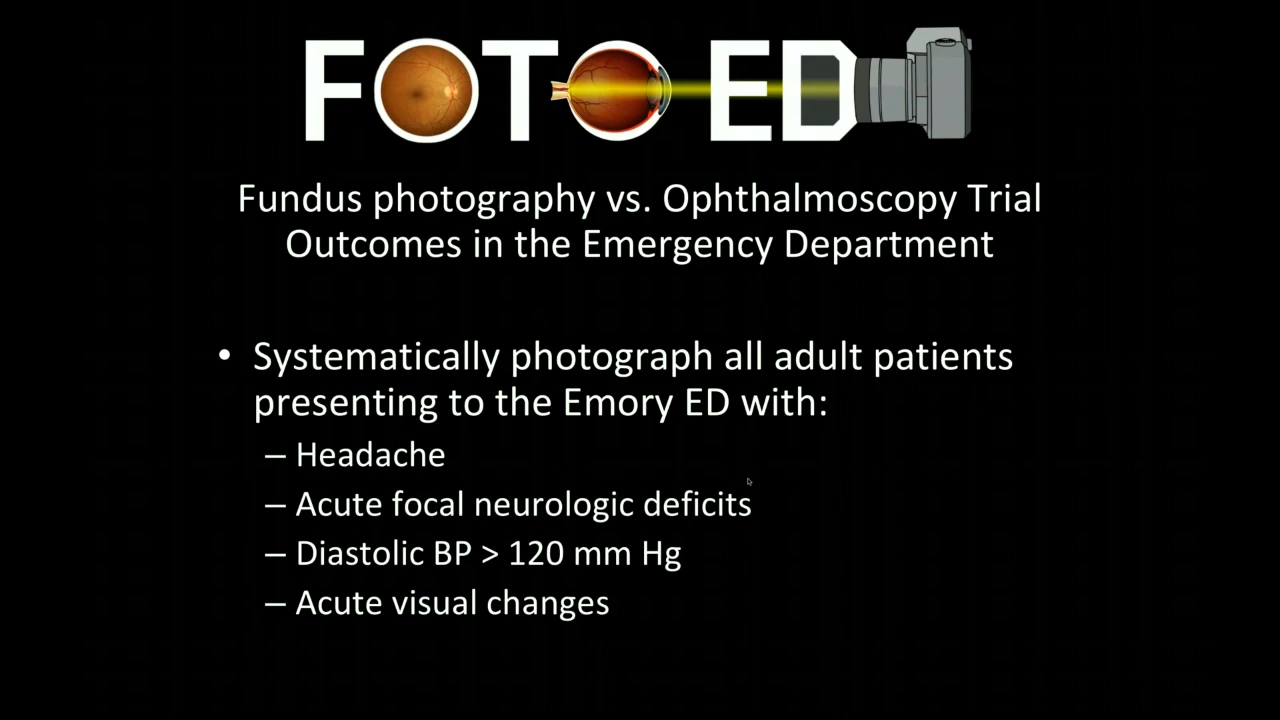 FOTO ED
Fundus photography vs. Ophthalmoscopy Trial
Outcomes in the Emergency Department
• Systematically photograph all adult patients
presenting to the Emory ED with:
– Headache
– Acute focal neurologic deficits
– Diastolic BP > 120 mm Hg
– Acute visual changes